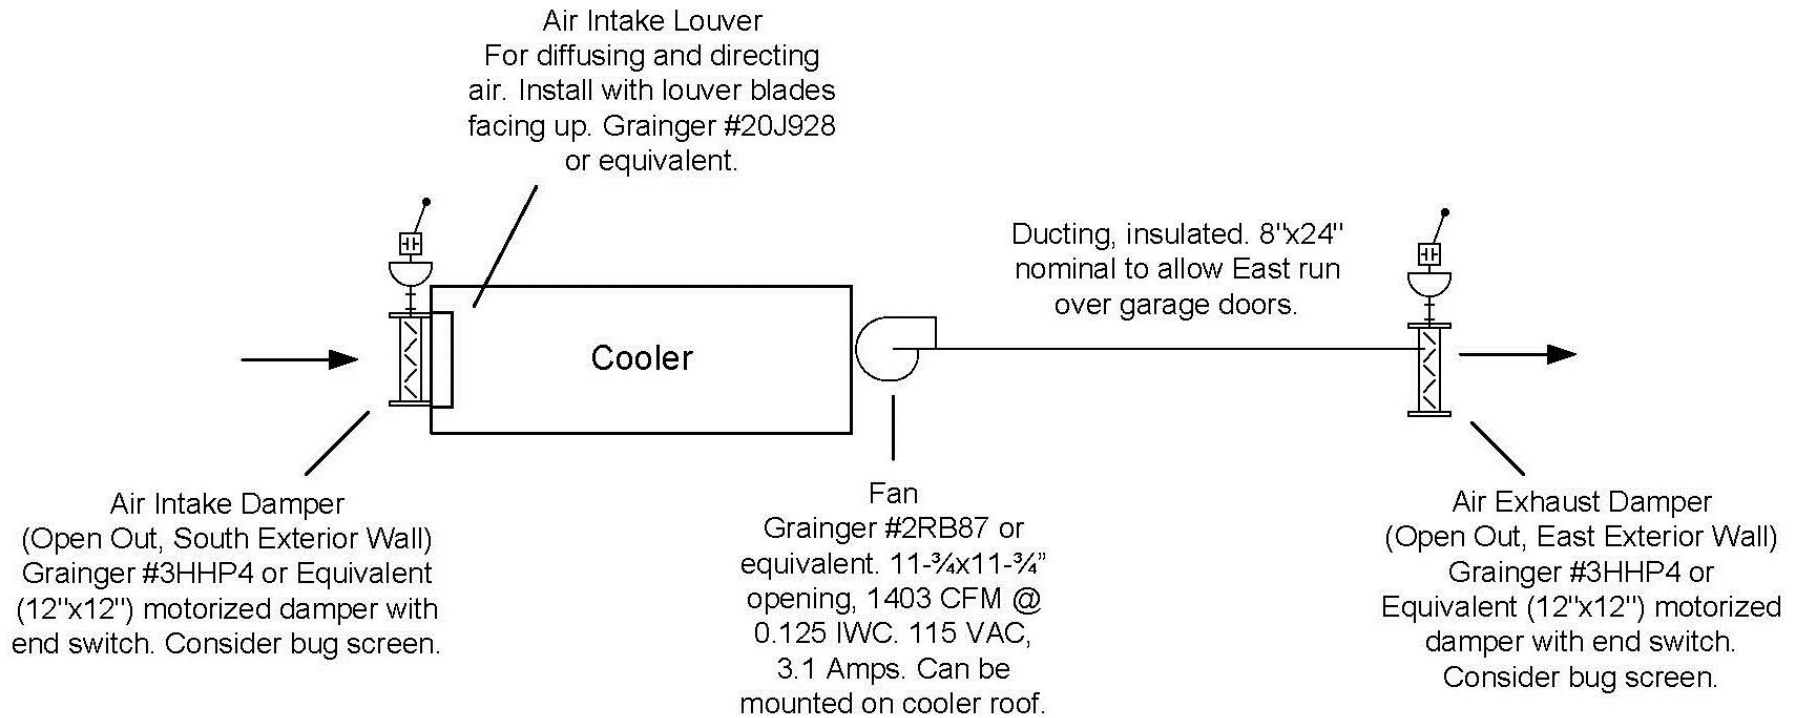 Air Intake Louver
For diffusing and directing
air. Install with louver blades
facing up. Grainger #20J928
or equivalent.
Ducting, insulated. 8"x24"
nominal to allow East run
over garage doors.
Cooler
Air Intake Damper
(Open Out, South Exterior Wall)
Grainger #3HHP4 or Equivalent
(12"x12") motorized damper with
end switch. Consider bug screen.
Fan
Grainger #2RB87 or
equivalent. 11-¾x11-¾”
opening, 1403 CFM @
0.125 IWC. 115 VAC,
3.1 Amps. Can be
mounted on cooler roof.
Air Exhaust Damper
(Open Out, East Exterior Wall)
Grainger #3HHP4 or
Equivalent (12"x12") motorized
damper with end switch.
Consider bug screen.